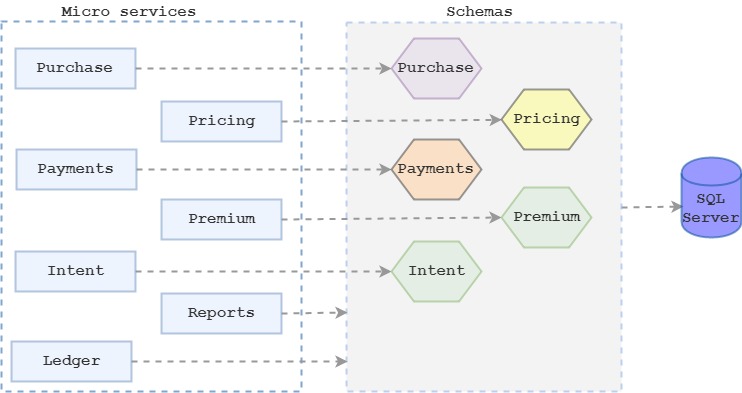 Micro services
Schemas
Purchase
Purchase
Pricing
Pricing
Payments
Payments
Premium
Premium
SQL
Server
Intent
Intent
Reports
Ledger